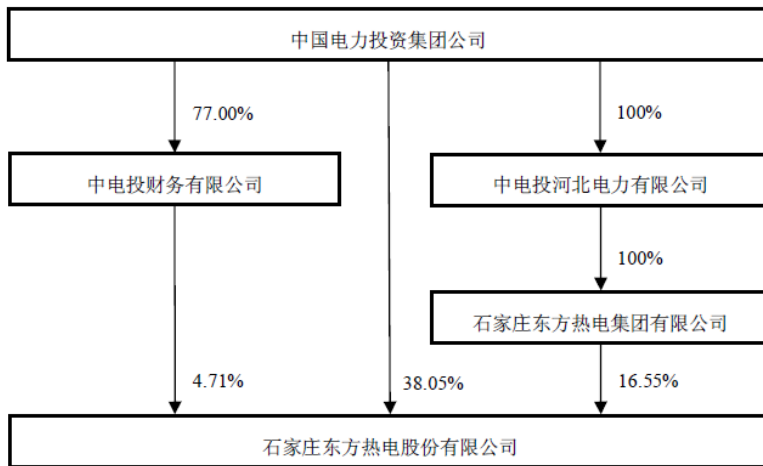 中国电力投资集团公司
77.00%
100%
中电投财务有限公司
中电投河北电力有限公司
100%
石家庄东方热电集团有限公司
4.71%
38.05%
16.55%
石家庄东方热电股份有限公司